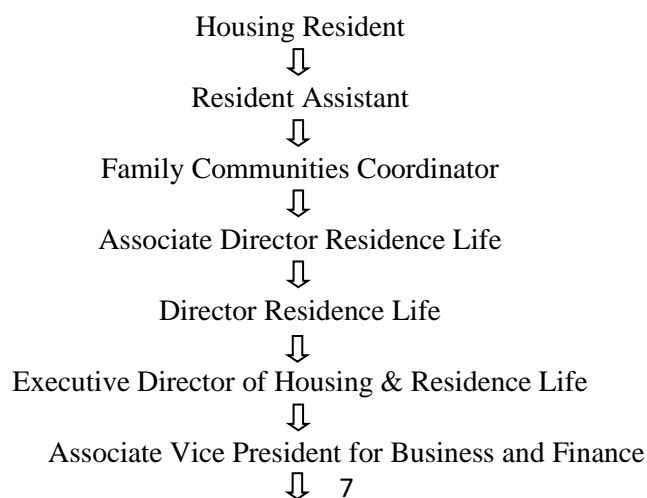 Housing Resident
⇩
Resident Assistant
⇩
Family Communities Coordinator
⇩
Associate Director Residence Life
⇩
Director Residence Life
⇩
Executive Director of Housing & Residence Life
⇩
Associate Vice President for Business and Finance
⇩ 7